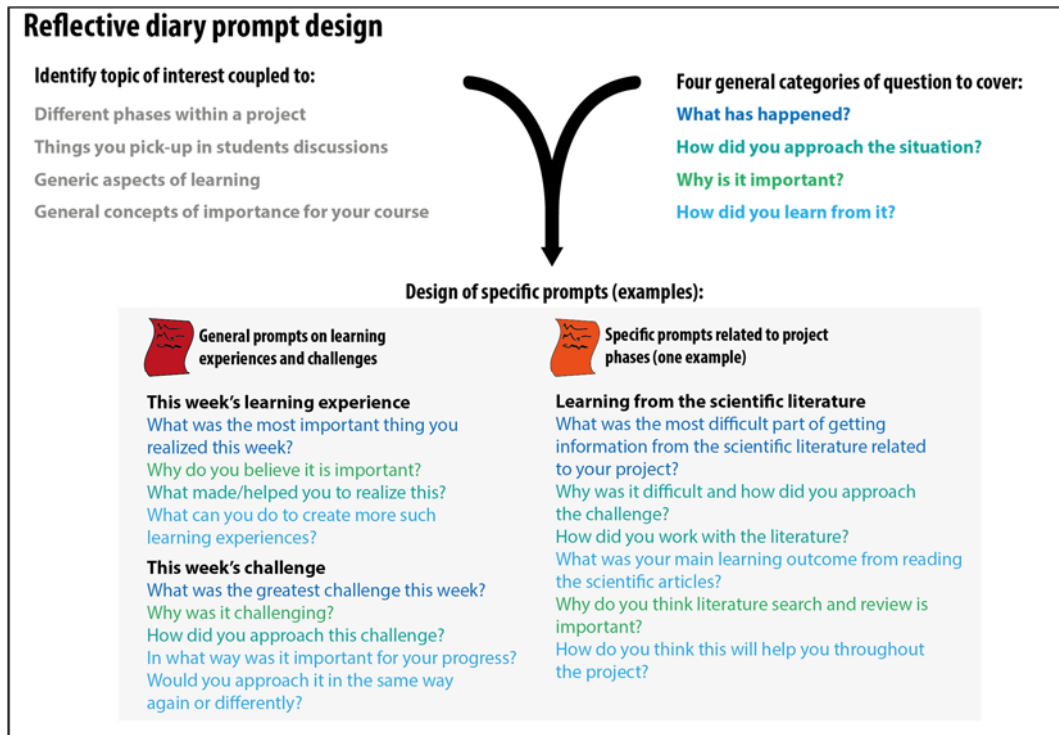 Reflective diary prompt design
Identify topic of interest coupled to:
Different phases within a project
Things you pick-up in students discussions
Generic aspects of learning
General concepts of importance for your course
Four general categories of question to cover:
What has happened?
How did you approach the situation?
Why is it important?
How did you learn from it?
Design of specific prompts (examples):
General prompts on learning
experiences and challenges
This week's learning experience
What was the most important thing you
realized this week?
Why do you believe it is important?
What made/helped you to realize this?
What can you do to create more such
learning experiences?
This week's challenge
What was the greatest challenge this week?
Why was it challenging?
How did you approach this challenge?
In what way was it important for your progress?
Would you approach it in the same way
again or differently?
Specific prompts related to project
phases (one example)
Learning from the scientific literature
What was the most difficult part of getting
information from the scientific literature related
to your project?
Why was it difficult and how did you approach
the challenge?
How did you work with the literature?
What was your main learning outcome from reading
the scientific articles?
Why do you think literature search and review is
important?
How do you think this will help you throughout
the project?